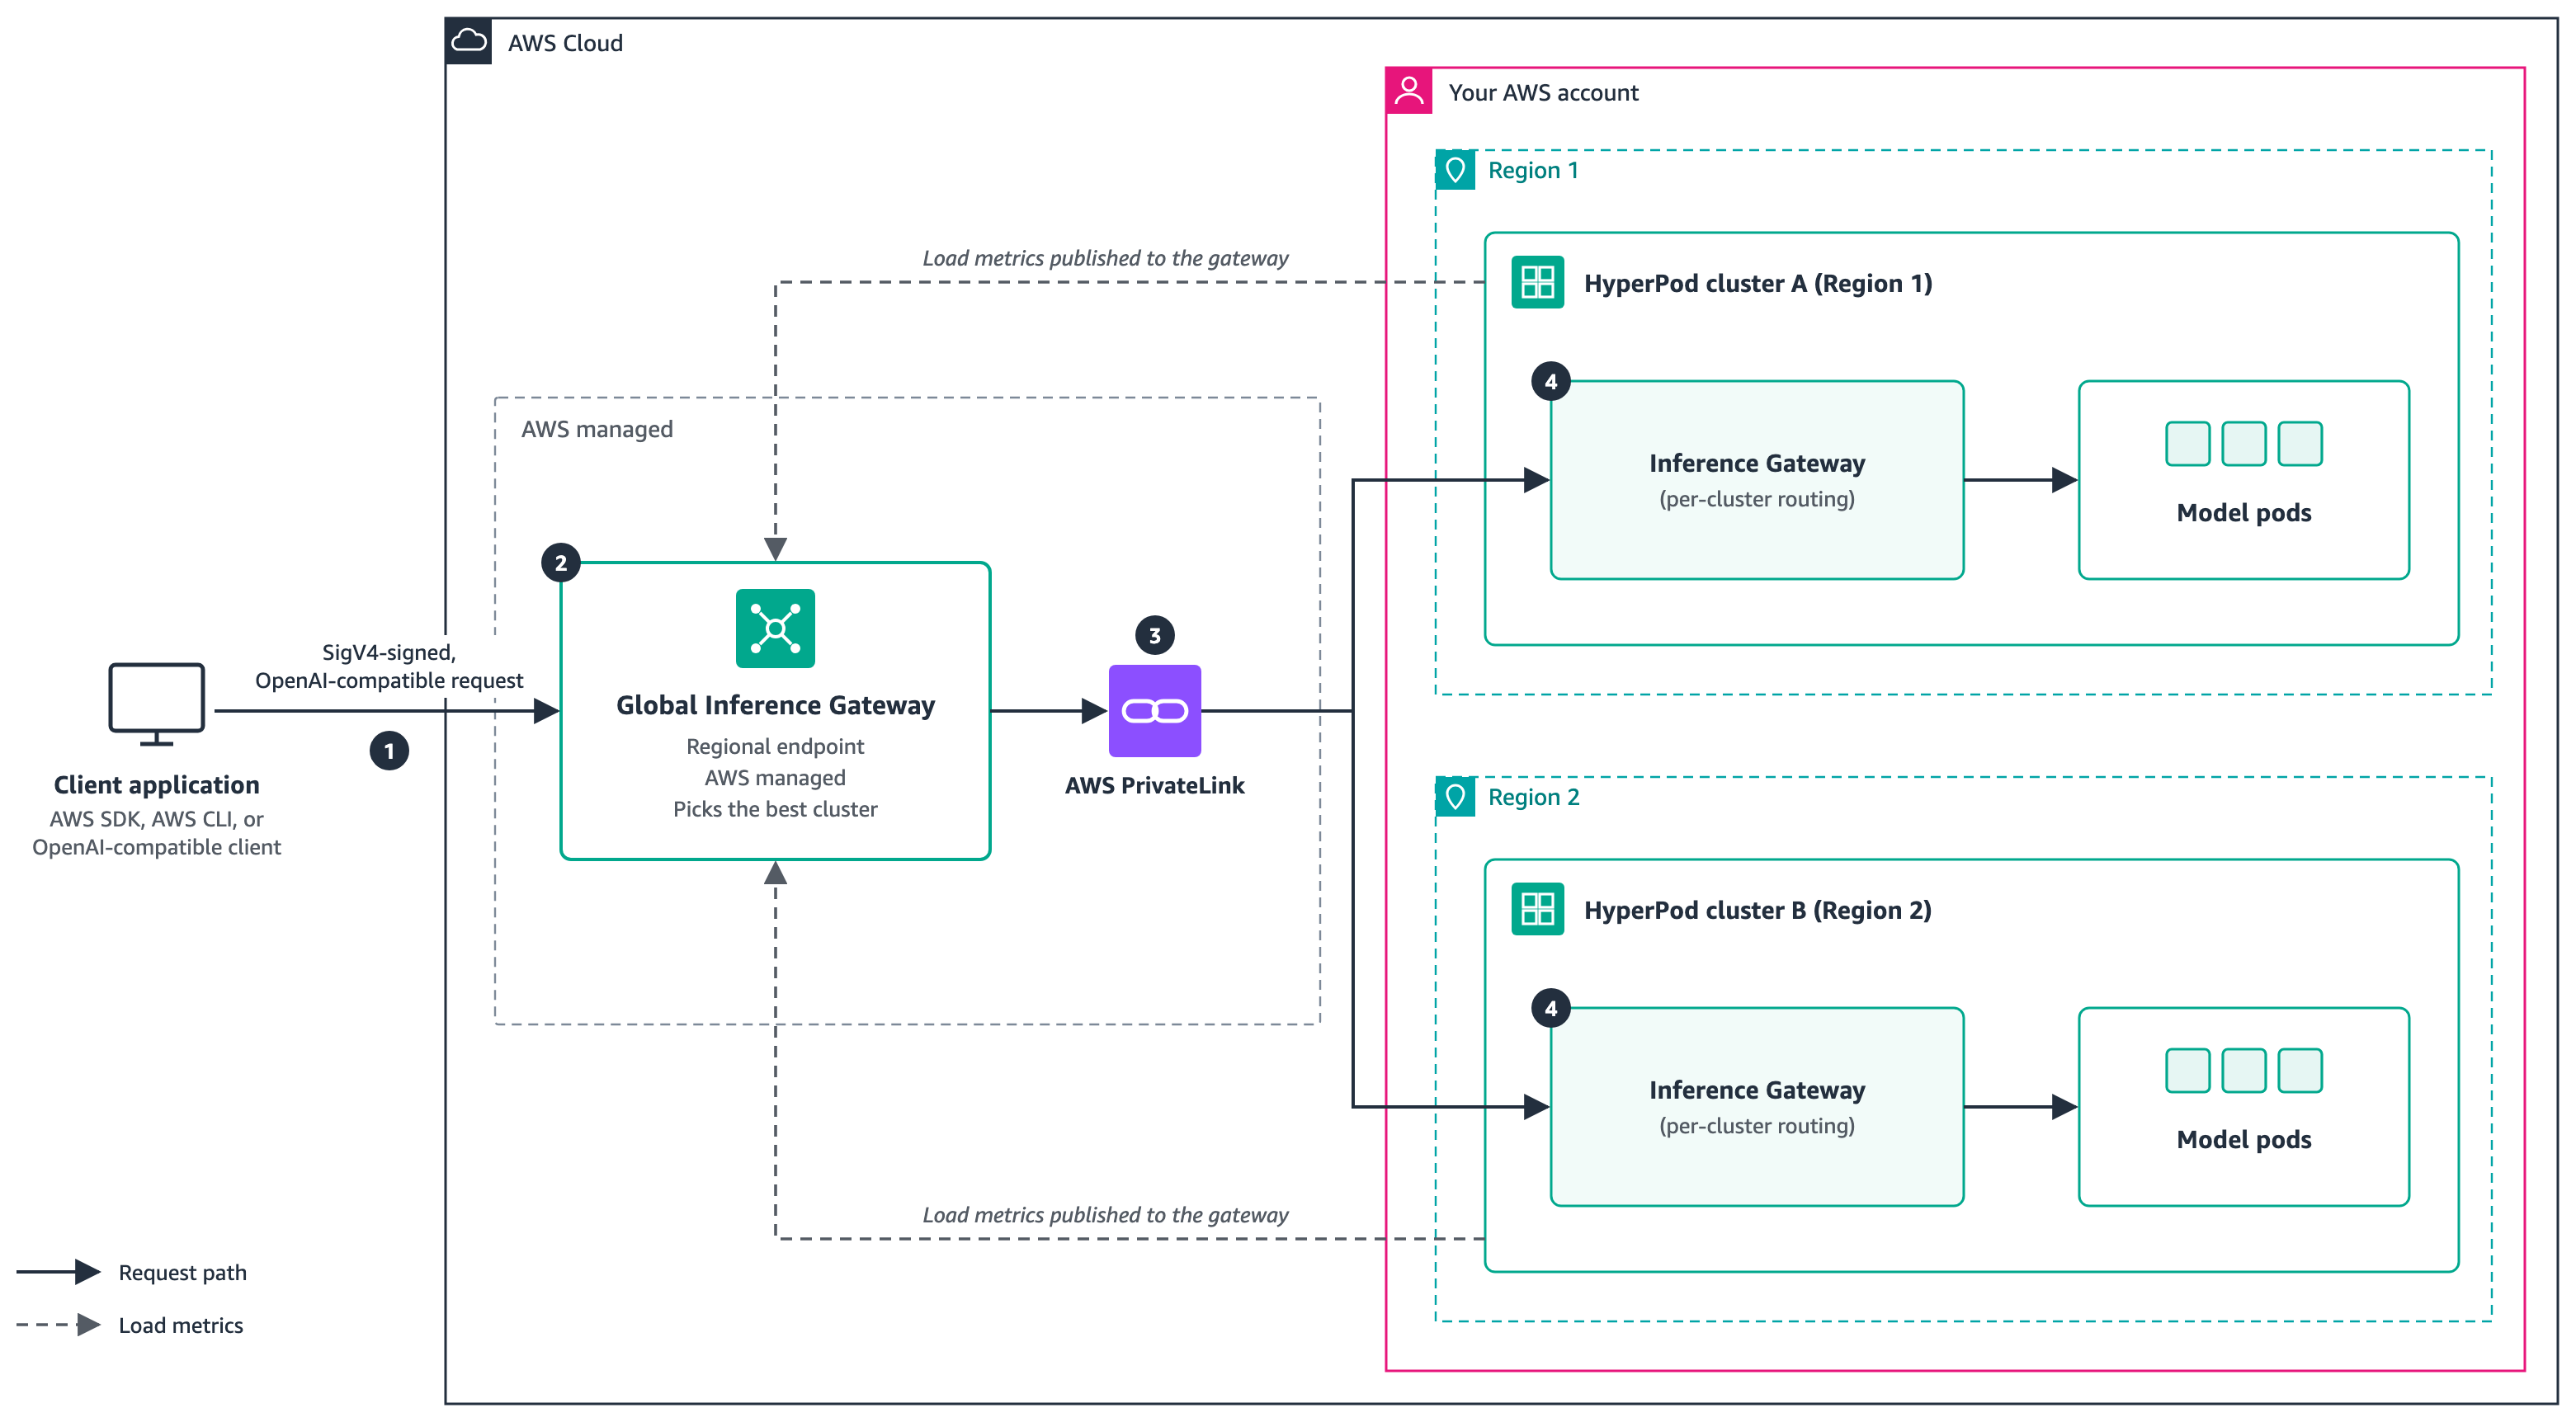 AWS Cloud
Your AWS account
Region 1
Load metrics published to the gateway
HyperPod cluster A (Region 1)
4
Inference Gateway
(per-cluster routing)
Model pods
AWS managed
2
Global Inference Gateway
Regional endpoint
AWS managed
Picks the best cluster
SigV4-signed,
OpenAI-compatible request
1
Client application
AWS SDK, AWS CLI, or
OpenAI-compatible client
3
AWS PrivateLink
Region 2
HyperPod cluster B (Region 2)
4
Inference Gateway
(per-cluster routing)
Model pods
Load metrics published to the gateway
Request path
Load metrics